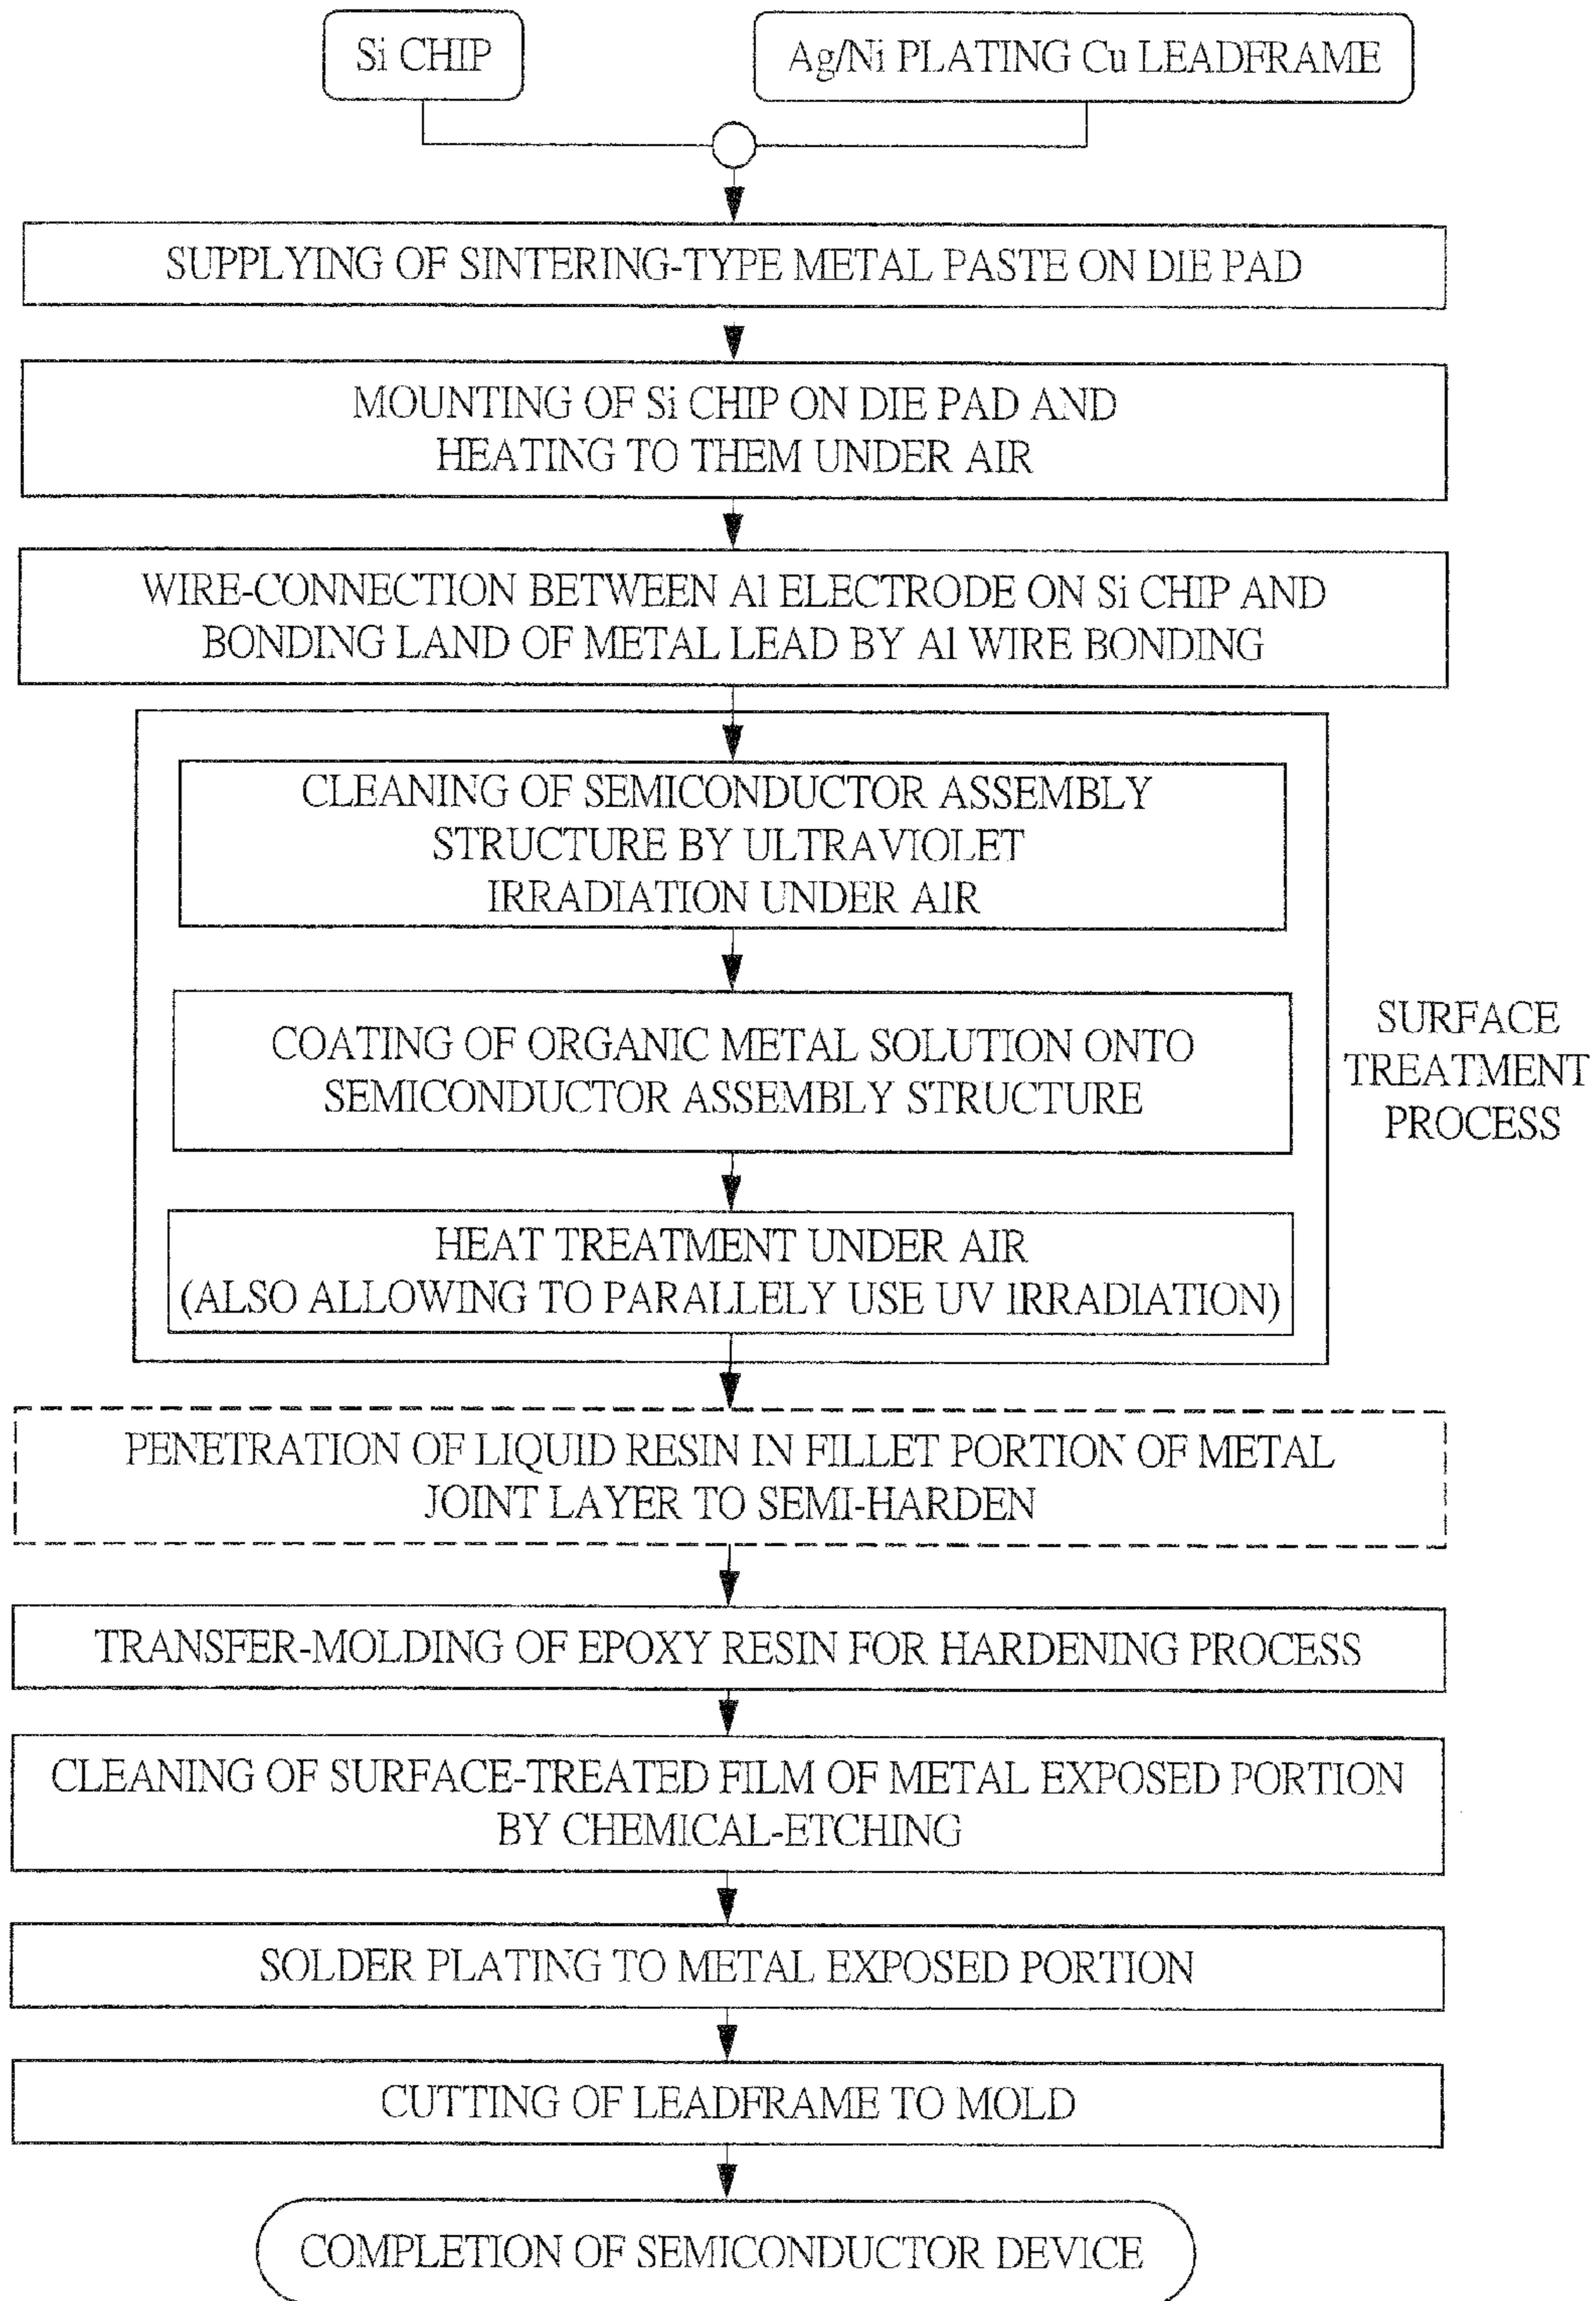 Si CHIP
Ag/Ni PLATING Cu LEADFRAME
SUPPLYING OF SINTERING-TYPE METAL PASTE ON DIE PAD
MOUNTING OF Si CHIP ON DIE PAD AND
HEATING TO THEM UNDER AIR
WIRE-CONNECTION BETWEEN Al ELECTRODE ON Si CHIP AND
BONDING LAND OF METAL LEAD BY Al WIRE BONDING
CLEANING OF SEMICONDUCTOR ASSEMBLY
STRUCTURE BY ULTRAVIOLET
IRRADIATION UNDER AIR
COATING OF ORGANIC METAL SOLUTION ONTO
SEMICONDUCTOR ASSEMBLY STRUCTURE
SURFACE
TREATMENT
PROCESS
HEAT TREATMENT UNDER AIR
(ALSO ALLOWING TO PARALLELY USE UV IRRADIATION)
PENETRATION OF LIQUID RESIN IN FILLET PORTION OF METAL
JOINT LAYER TO SEMI-HARDEN
TRANSFER-MOLDING OF EPOXY RESIN FOR HARDENING PROCESS
CLEANING OF SURFACE-TREATED FILM OF METAL EXPOSED PORTION
BY CHEMICAL-ETCHING
SOLDER PLATING TO METAL EXPOSED PORTION
CUTTING OF LEADFRAME TO MOLD
COMPLETION OF SEMICONDUCTOR DEVICE